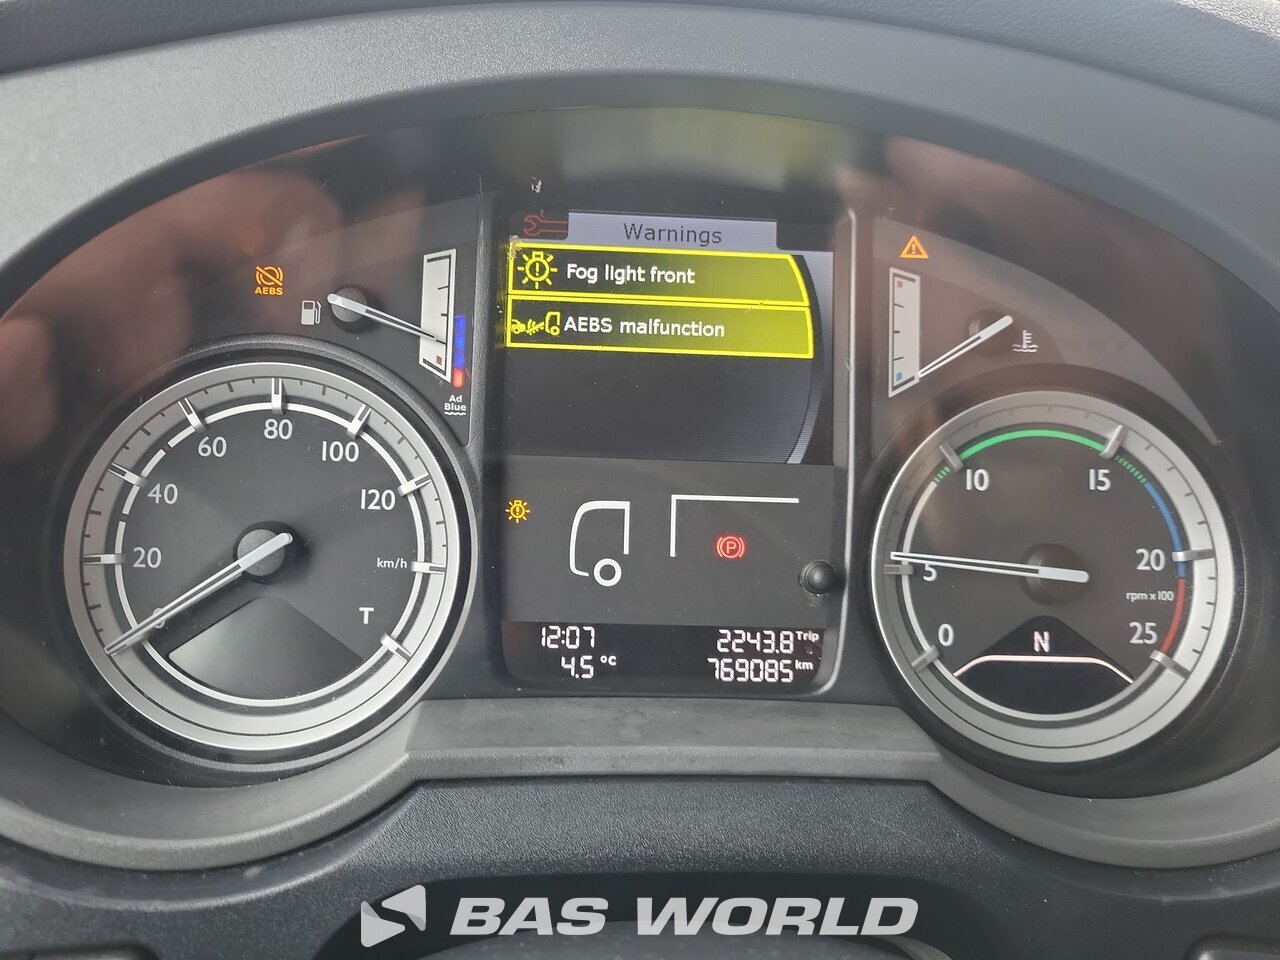 Warnings
Fog light front
AEBS malfunction
AEBS
Ad
Blue
0
20
40
60
80
100
120
km/h
T
P
12:07
4.5 °C
2243.8 Trip
769085 km
0
5
10
15
20
25
rpm x 100
N
BAS WORLD